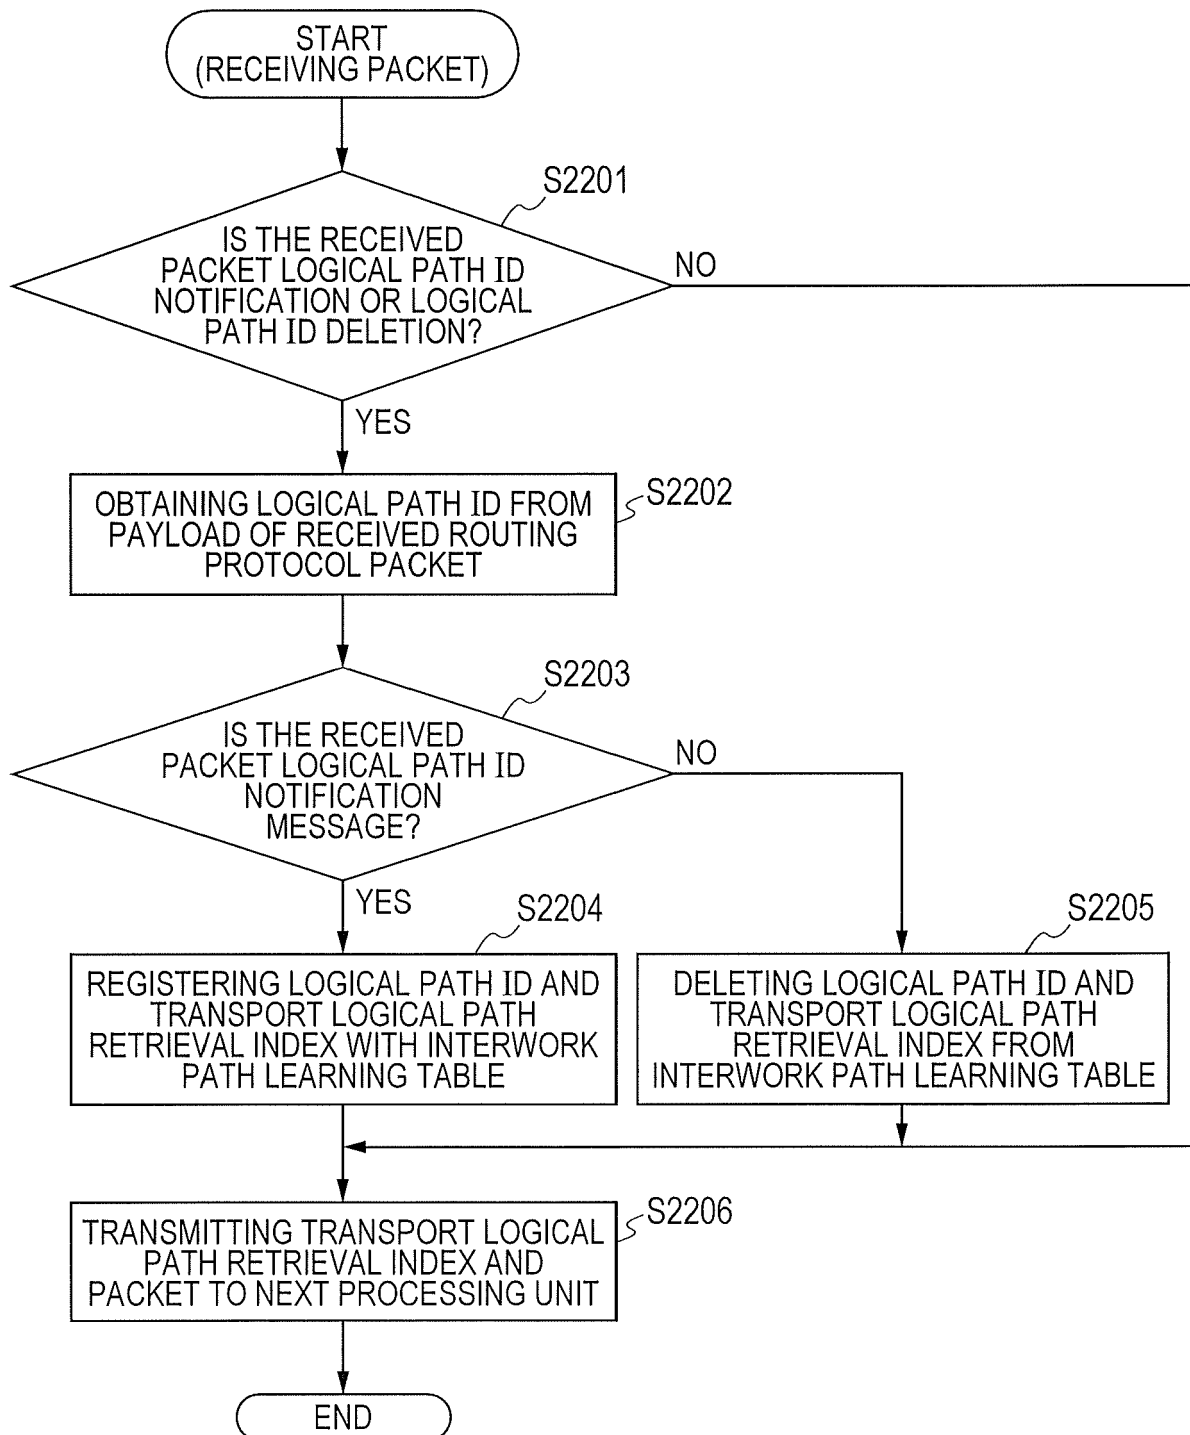 START
(RECEIVING PACKET)
S2201
IS THE RECEIVED
PACKET LOGICAL PATH ID
NOTIFICATION OR LOGICAL
PATH ID DELETION?
NO
YES
S2202
OBTAINING LOGICAL PATH ID FROM
PAYLOAD OF RECEIVED ROUTING
PROTOCOL PACKET
S2203
IS THE RECEIVED
PACKET LOGICAL PATH ID
NOTIFICATION
MESSAGE?
NO
YES
S2204
REGISTERING LOGICAL PATH ID AND
TRANSPORT LOGICAL PATH
RETRIEVAL INDEX WITH INTERWORK
PATH LEARNING TABLE
S2205
DELETING LOGICAL PATH ID AND
TRANSPORT LOGICAL PATH
RETRIEVAL INDEX FROM
INTERWORK PATH LEARNING TABLE
S2206
TRANSMITTING TRANSPORT LOGICAL
PATH RETRIEVAL INDEX AND
PACKET TO NEXT PROCESSING UNIT
END